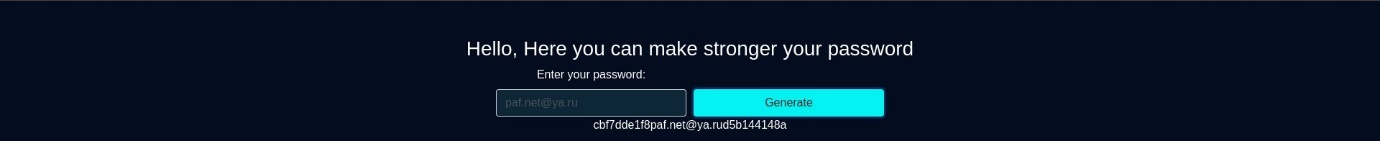 Hello, Here you can make stronger your password
Enter your password:
paf.net@ya.ru
Generate
cbf7dde1f8paf.net@ya.rud5b144148a